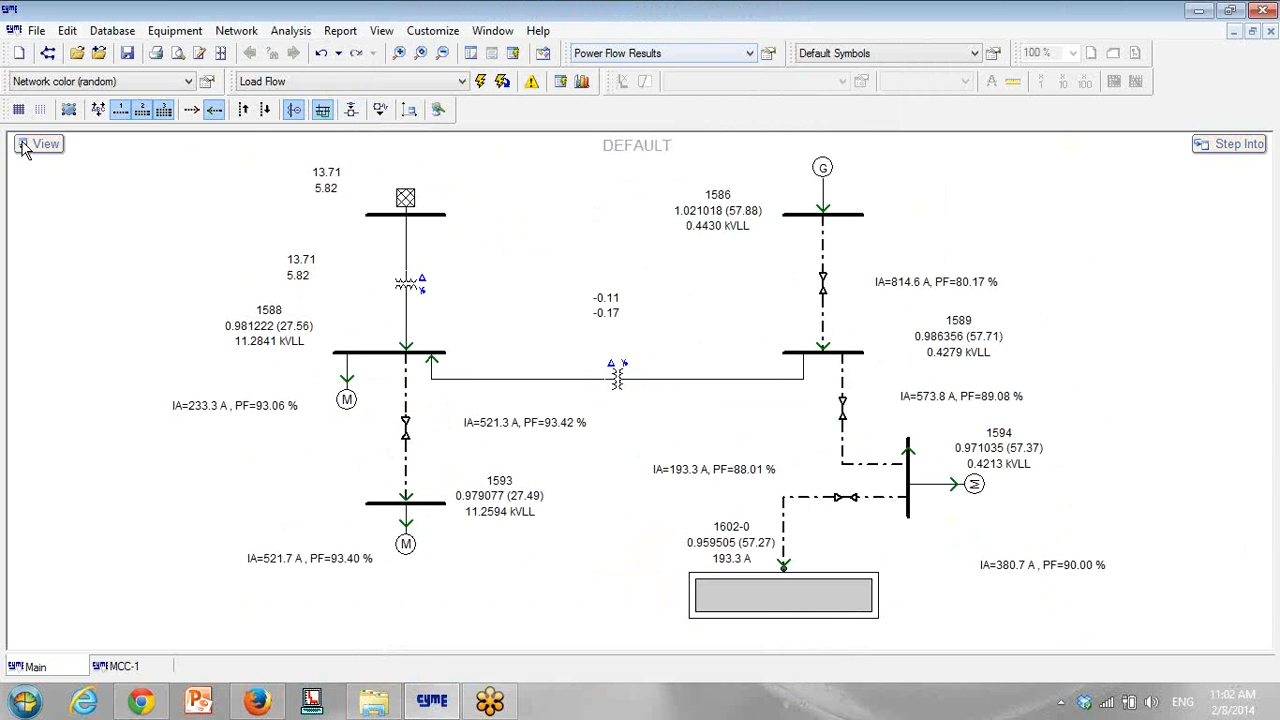 CYME
File Edit Database Equipment Network Analysis Report View Customize Window Help
Power Flow Results
Default Symbols
100 %
Network color (random)
Load Flow
View
DEFAULT
Step Into
13.71
5.82
G
1586
1.021018 (57.88)
0.4430 kVLL
13.71
5.82
IA=814.6 A, PF=80.17 %
-0.11
-0.17
1588
0.981222 (27.56)
11.2841 kVLL
1589
0.986356 (57.71)
0.4279 kVLL
M
IA=233.3 A , PF=93.06 %
IA=573.8 A, PF=89.08 %
IA=521.3 A, PF=93.42 %
1594
0.971035 (57.37)
0.4213 kVLL
IA=193.3 A, PF=88.01 %
M
1593
0.979077 (27.49)
11.2594 kVLL
1602-0
0.959505 (57.27)
193.3 A
M
IA=521.7 A, PF=93.40 %
IA=380.7 A , PF=90.00 %
CYME Main
CYME MCC-1
CYME
ENG
11:02 AM
2/8/2014